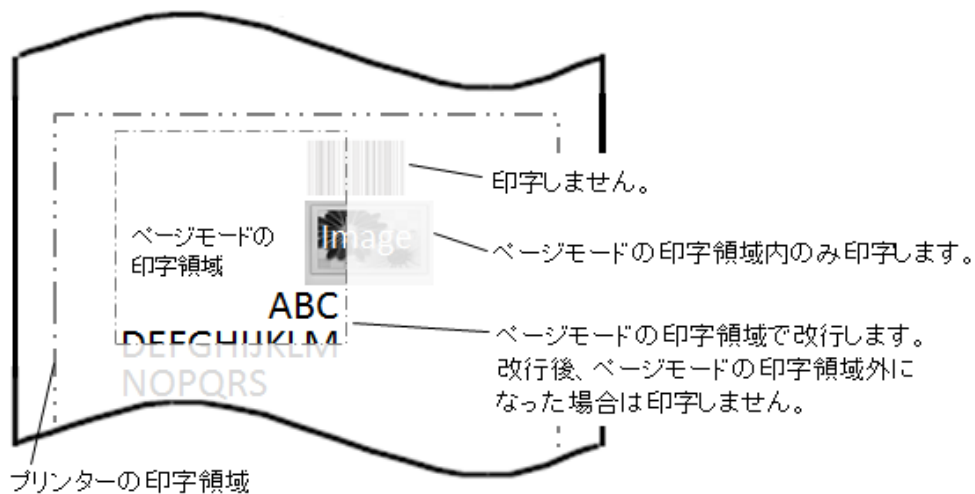 印字しません。
ページモードの
印字領域
Image
ページモードの印字領域内のみ印字します。
ABC
DEFGHIJKLM
NOPQRS
ページモードの印字領域で改行します。
改行後、ページモードの印字領域外に
なった場合は印字しません。
プリンターの印字領域